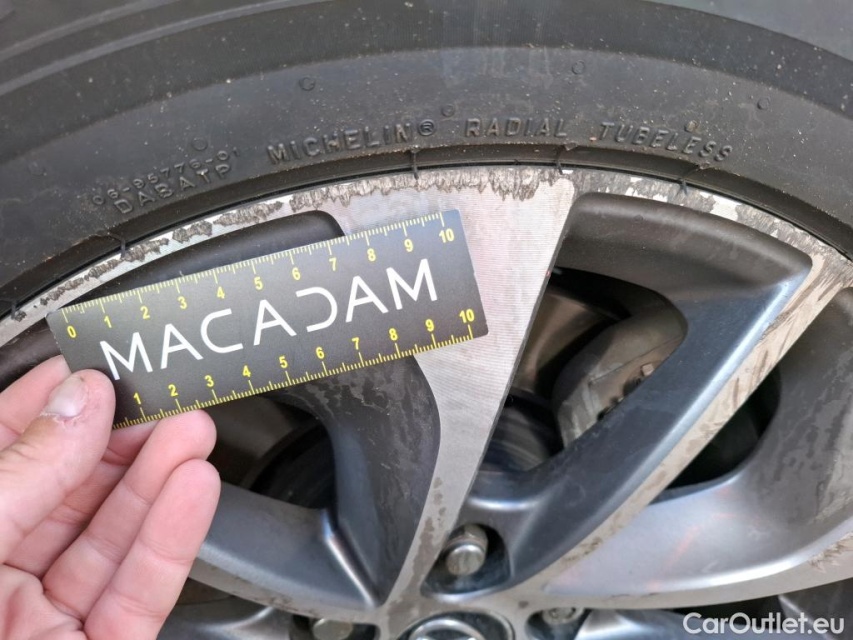 MICHELIN® RADIAL TUBELESS
DABATP
0 1 2 3 4 5 6 7 8 9 10
MACADAM
1 2 3 4 5 6 7 8 9 10
CarOutlet.eu